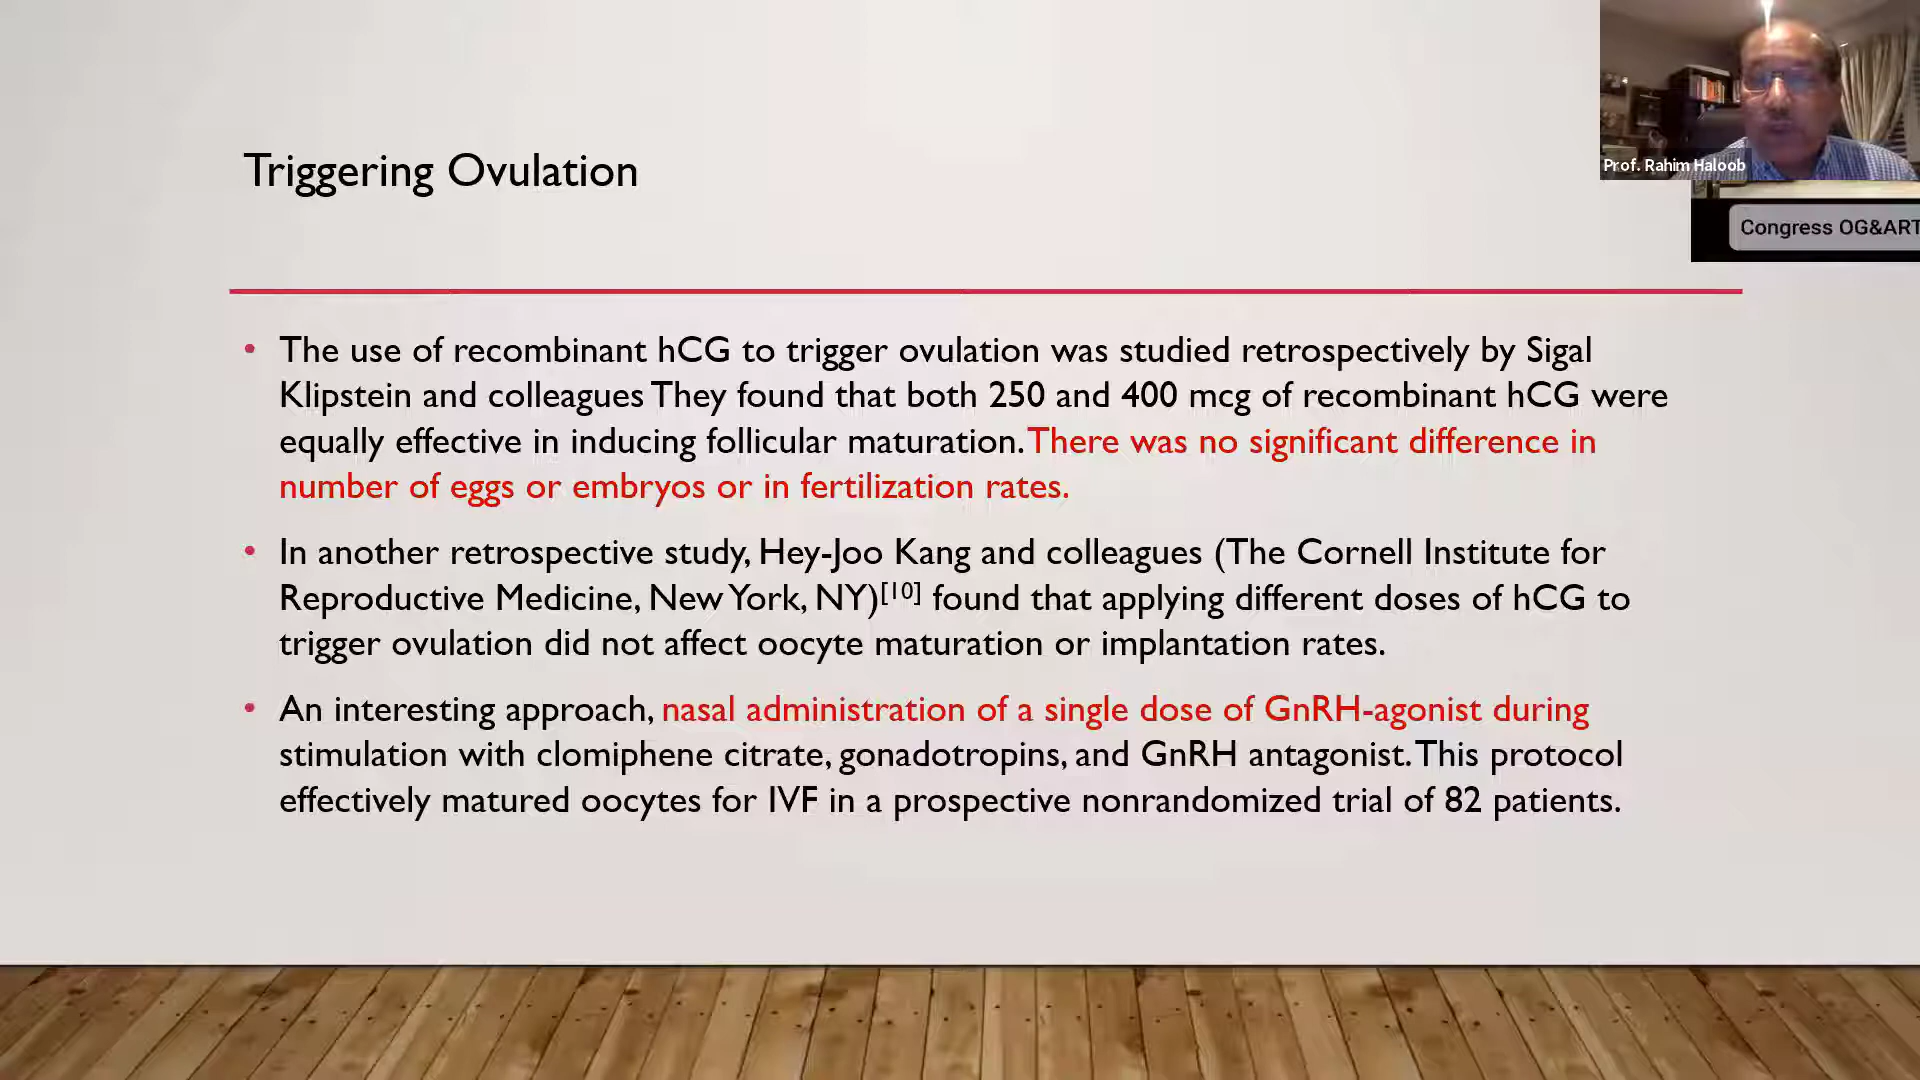 Triggering Ovulation
Prof. Rahim Haloob
Congress OG&ART
• The use of recombinant hCG to trigger ovulation was studied retrospectively by Sigal
Klipstein and colleagues They found that both 250 and 400 mcg of recombinant hCG were
equally effective in inducing follicular maturation. There was no significant difference in
number of eggs or embryos or in fertilization rates.
• In another retrospective study, Hey-Joo Kang and colleagues (The Cornell Institute for
Reproductive Medicine, New York, NY)[10] found that applying different doses of hCG to
trigger ovulation did not affect oocyte maturation or implantation rates.
• An interesting approach, nasal administration of a single dose of GnRH-agonist during
stimulation with clomiphene citrate, gonadotropins, and GnRH antagonist. This protocol
effectively matured oocytes for IVF in a prospective nonrandomized trial of 82 patients.